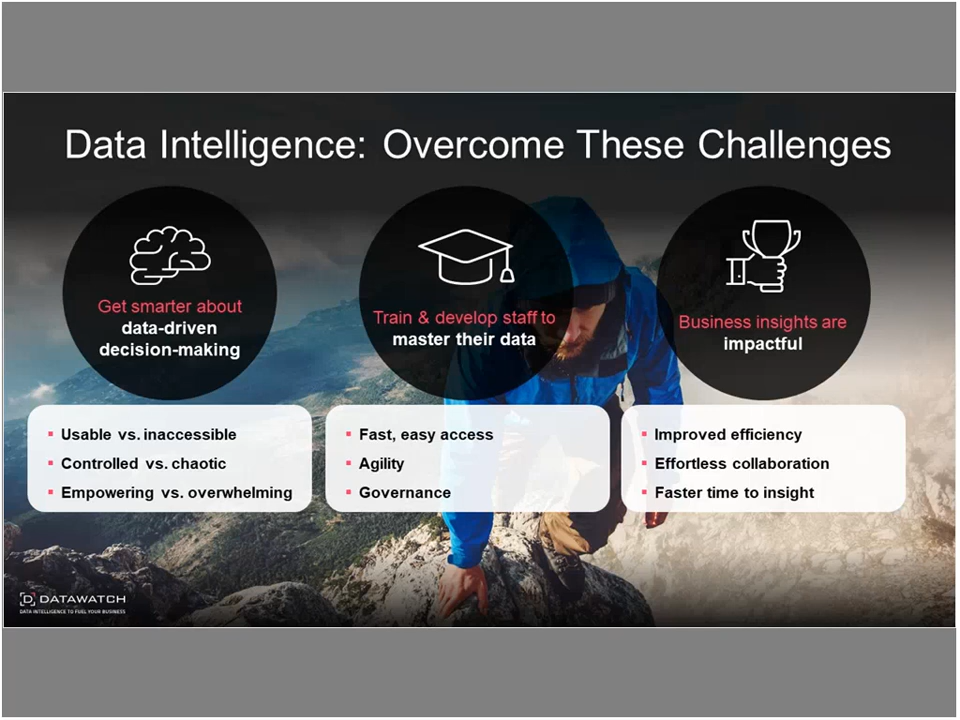 Data Intelligence: Overcome These Challenges
Get smarter about
data-driven
decision-making
Train & develop staff to
master their data
Business insights are
impactful
Usable vs. inaccessible
Controlled vs. chaotic
Empowering vs. overwhelming
Fast, easy access
Agility
Governance
Improved efficiency
Effortless collaboration
Faster time to insight
[D] DATAWATCH
DATA INTELLIGENCE TO FUEL YOUR BUSINESS